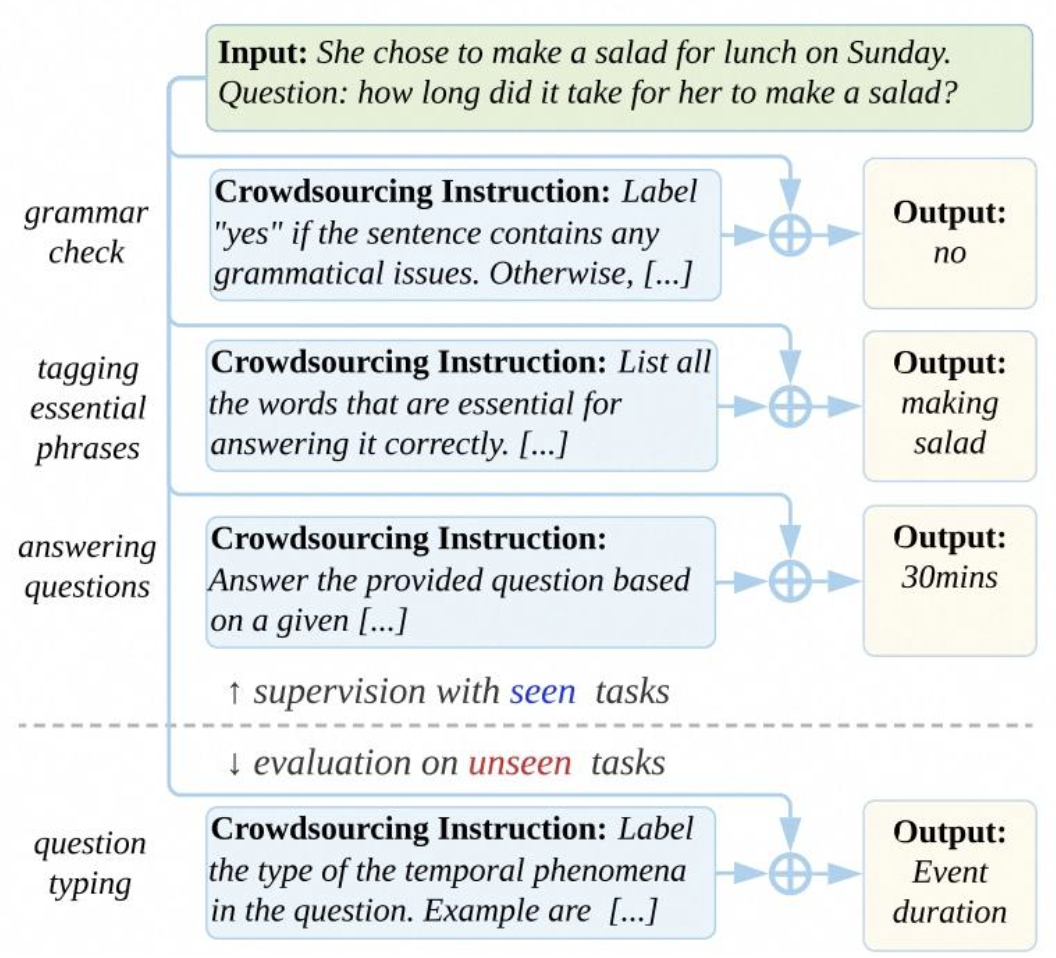 Input: She chose to make a salad for lunch on Sunday.
Question: how long did it take for her to make a salad?
grammar
check
Crowdsourcing Instruction: Label
"yes" if the sentence contains any
grammatical issues. Otherwise, [...]
Output:
no
tagging
essential
phrases
Crowdsourcing Instruction: List all
the words that are essential for
answering it correctly. [...]
Output:
making
salad
answering
questions
Crowdsourcing Instruction:
Answer the provided question based
on a given [...]
Output:
30mins
↑ supervision with seen tasks
↓ evaluation on unseen tasks
question
typing
Crowdsourcing Instruction: Label
the type of the temporal phenomena
in the question. Example are [...]
Output:
Event
duration